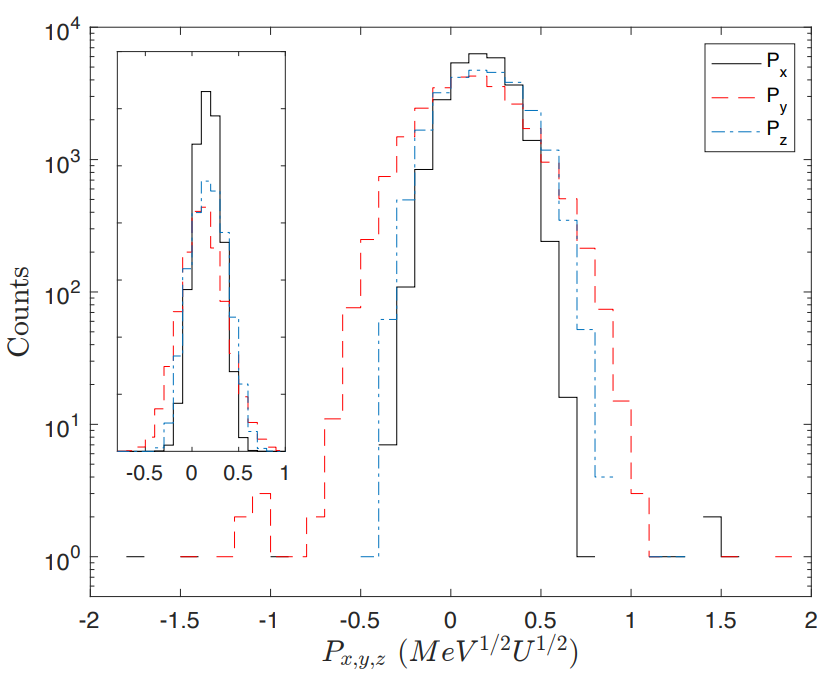 10^4
10^3
10^2
10^1
10^0
Counts
P_x
P_y
P_z
-0.5 0 0.5 1
-2 -1.5 -1 -0.5 0 0.5 1 1.5 2
P_{x,y,z} (MeV^{1/2}U^{1/2})